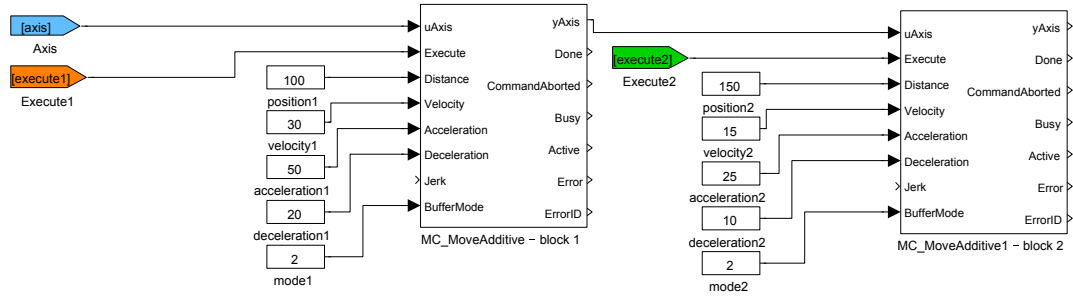 [axis]
Axis
[execute1]
Execute1
100
position1
30
velocity1
50
acceleration1
20
deceleration1
2
mode1
uAxis
Execute
Distance
Velocity
Acceleration
Deceleration
Jerk
BufferMode
yAxis
Done
CommandAborted
Busy
Active
Error
ErrorID
MC_MoveAdditive − block 1
[execute2]
Execute2
150
position2
15
velocity2
25
acceleration2
10
deceleration2
2
mode2
uAxis
Execute
Distance
Velocity
Acceleration
Deceleration
Jerk
BufferMode
yAxis
Done
CommandAborted
Busy
Active
Error
ErrorID
MC_MoveAdditive1 − block 2